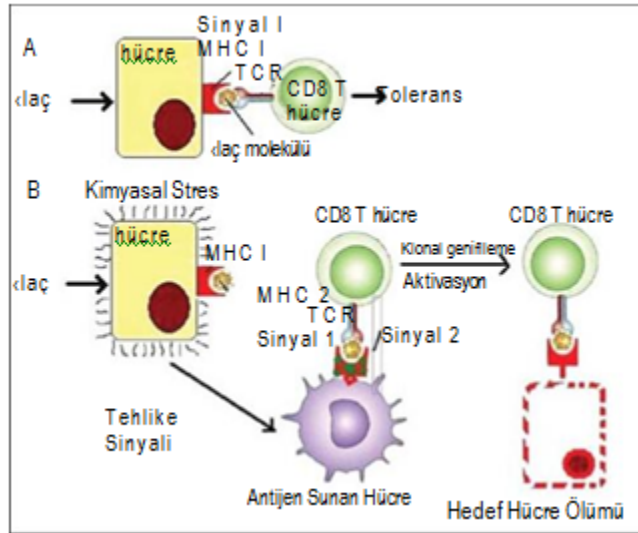 A
Sinyal I
hücre
MHC I
TCR
‹laç
CD8 T
hücre
Tolerans
‹laç molekülü
B
Kimyasal Stres
CD8 T hücre
CD8 T hücre
hücre
MHC I
Klonal geniflleme
Aktivasyon
‹laç
MHC 2
TCR
Sinyal 1
Sinyal 2
Tehlike
Sinyali
Antijen Sunan Hücre
Hedef Hücre Ölümü